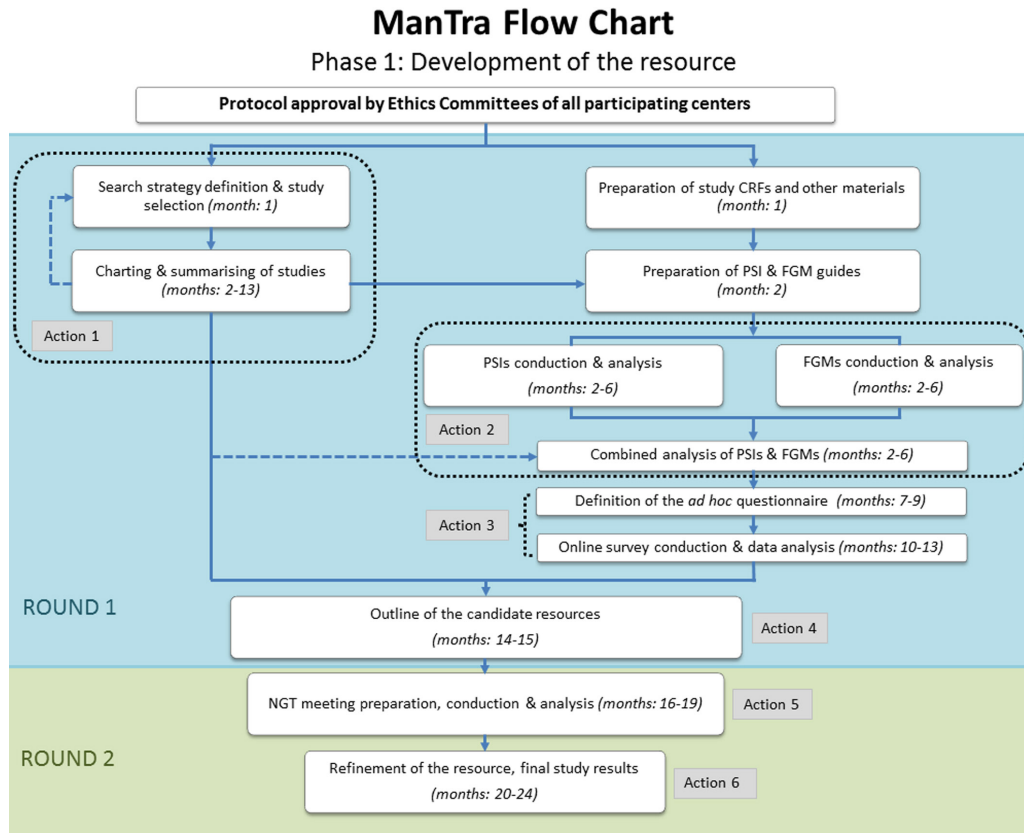 ManTra Flow Chart
Phase 1: Development of the resource
Protocol approval by Ethics Committees of all participating centers
Search strategy definition & study
selection (month: 1)
Preparation of study CRFs and other materials
(month: 1)
Charting & summarising of studies
(months: 2-13)
Preparation of PSI & FGM guides
(month: 2)
Action 1
PSIs conduction & analysis
(months: 2-6)
FGMs conduction & analysis
(months: 2-6)
Action 2
Combined analysis of PSIs & FGMs (months: 2-6)
Definition of the ad hoc questionnaire (months: 7-9)
Action 3
Online survey conduction & data analysis (months: 10-13)
ROUND 1
Outline of the candidate resources
(months: 14-15)
Action 4
NGT meeting preparation, conduction & analysis (months: 16-19)
Action 5
ROUND 2
Refinement of the resource, final study results
(months: 20-24)
Action 6